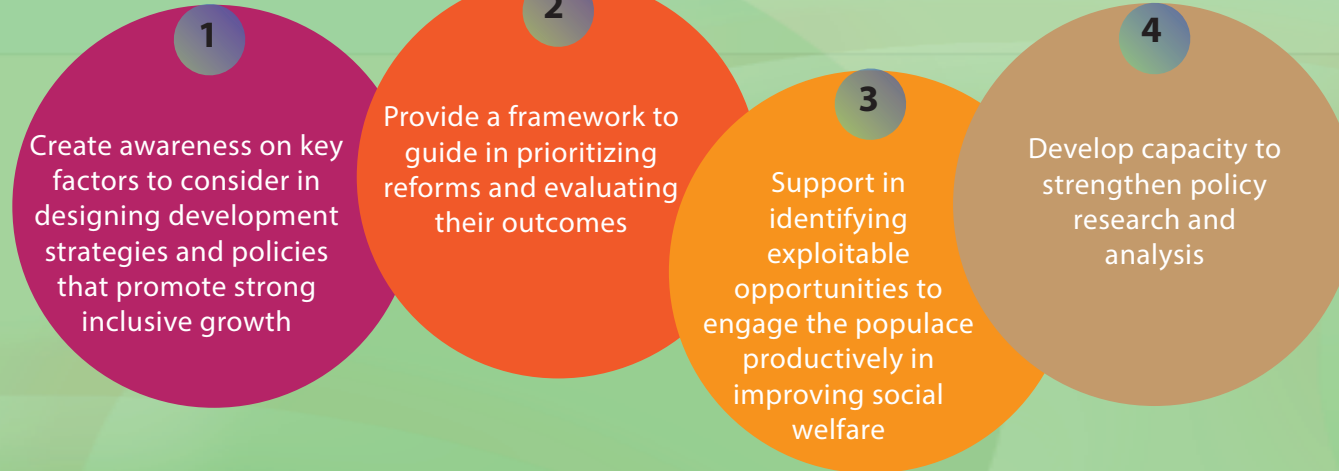 1
Create awareness on key
factors to consider in
designing development
strategies and policies
that promote strong
inclusive growth
2
Provide a framework to
guide in prioritizing
reforms and evaluating
their outcomes
3
Support in
identifying
exploitable
opportunities to
engage the populace
productively in
improving social
welfare
4
Develop capacity to
strengthen policy
research and
analysis